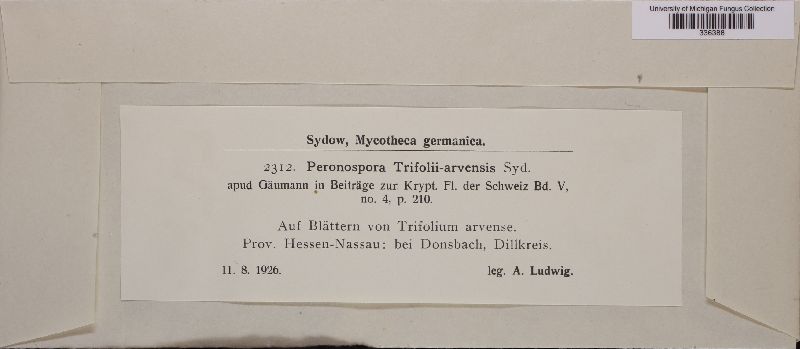 University of Michigan Fungus Collection
336386
Sydow, Mycotheca germanica.
2312. Peronospora Trifolii-arvensis Syd.
apud Gäumann in Beiträge zur Krypt. Fl. der Schweiz Bd. V,
no. 4, p. 210.
Auf Blättern von Trifolium arvense.
Prov. Hessen-Nassau: bei Donsbach, Dillkreis.
11. 8. 1926. leg. A. Ludwig.